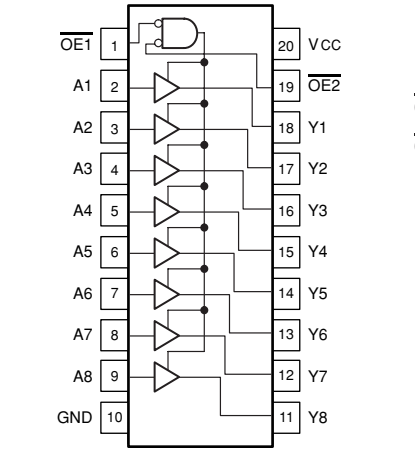 O̅E̅1̅ 1 20 VCC
A1 2 19 O̅E̅2̅
A2 3 18 Y1
A3 4 17 Y2
A4 5 16 Y3
A5 6 15 Y4
A6 7 14 Y5
A7 8 13 Y6
A8 9 12 Y7
GND 10 11 Y8